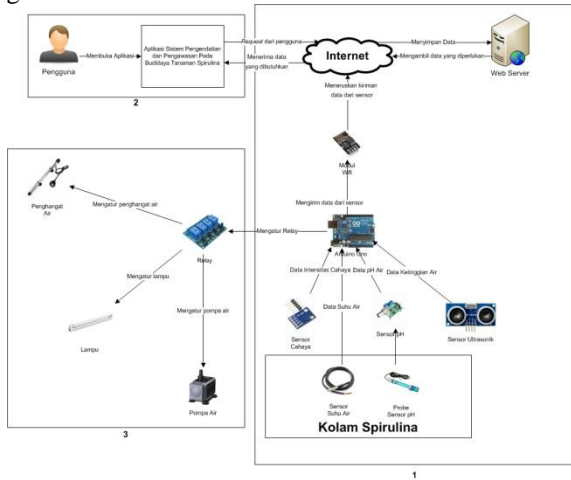 Pengguna
Membuka Aplikasi
Aplikasi Sistem Pengendalian
dan Pengawasan Pada
Budidaya Tanaman Spirulina
2
Request dari pengguna
Menerima data
yang dibutuhkan
Internet
Menyimpan Data
Mengambil data yang diperlukan
Web Server
Meneruskan kiriman
data dari sensor
Modul
Wifi
Mengirim data dari sensor
Arduino Uno
Mengatur Relay
Data Intensitas Cahaya
Data pH Air
Data Ketinggian Air
Data Suhu Air
Sensor
Cahaya
Sensor pH
Sensor Ultrasonik
Sensor
Suhu Air
Probe
Sensor pH
Kolam Spirulina
1
Penghangat
Air
Mengatur penghangat air
Relay
Mengatur lampu
Mengatur pompa air
Lampu
Pompa Air
3